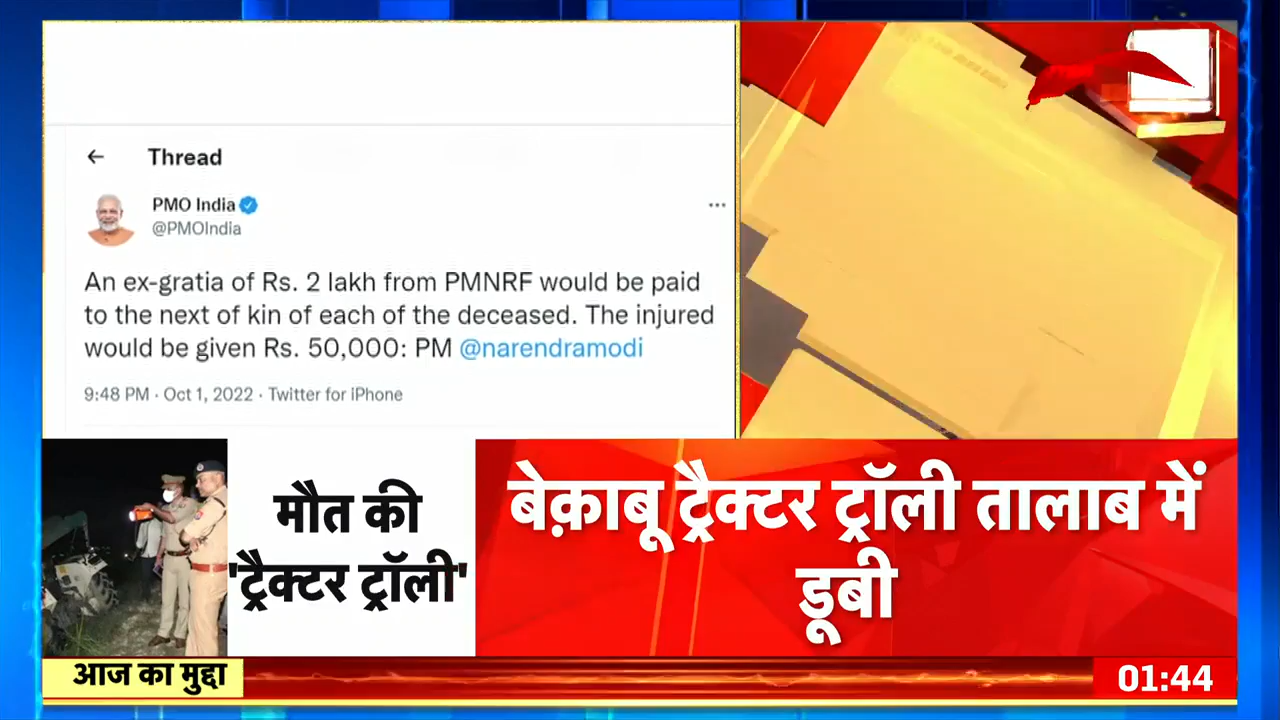 Thread
PMO India
@PMOIndia
An ex-gratia of Rs. 2 lakh from PMNRF would be paid
to the next of kin of each of the deceased. The injured
would be given Rs. 50,000: PM @narendramodi
9:48 PM · Oct 1, 2022 · Twitter for iPhone
मौत की
'ट्रैक्टर ट्रॉली'
बेक़ाबू ट्रैक्टर ट्रॉली तालाब में
डूबी
आज का मुद्दा
01:44